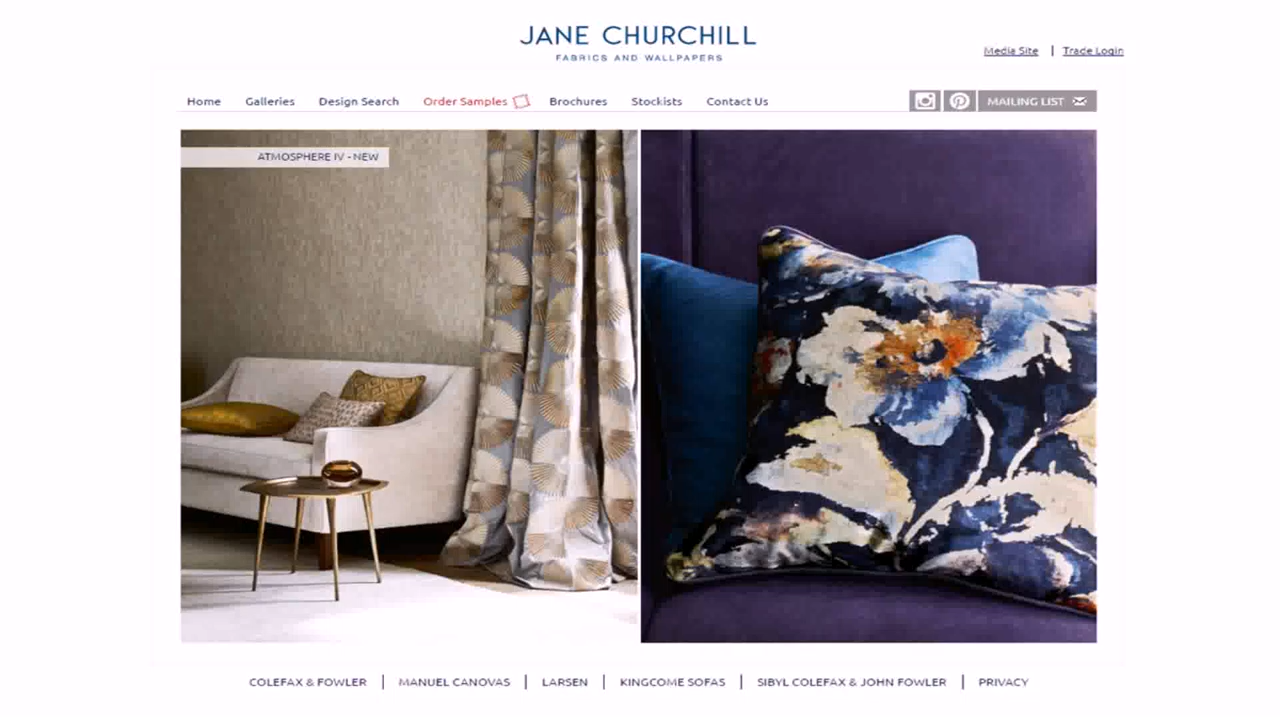 JANE CHURCHILL
FABRICS AND WALLPAPERS
Media Site | Trade Login
Home Galleries Design Search Order Samples Brochures Stockists Contact Us MAILING LIST
ATMOSPHERE IV - NEW
COLEFAX & FOWLER | MANUEL CANOVAS | LARSEN | KINGCOME SOFAS | SIBYL COLEFAX & JOHN FOWLER | PRIVACY